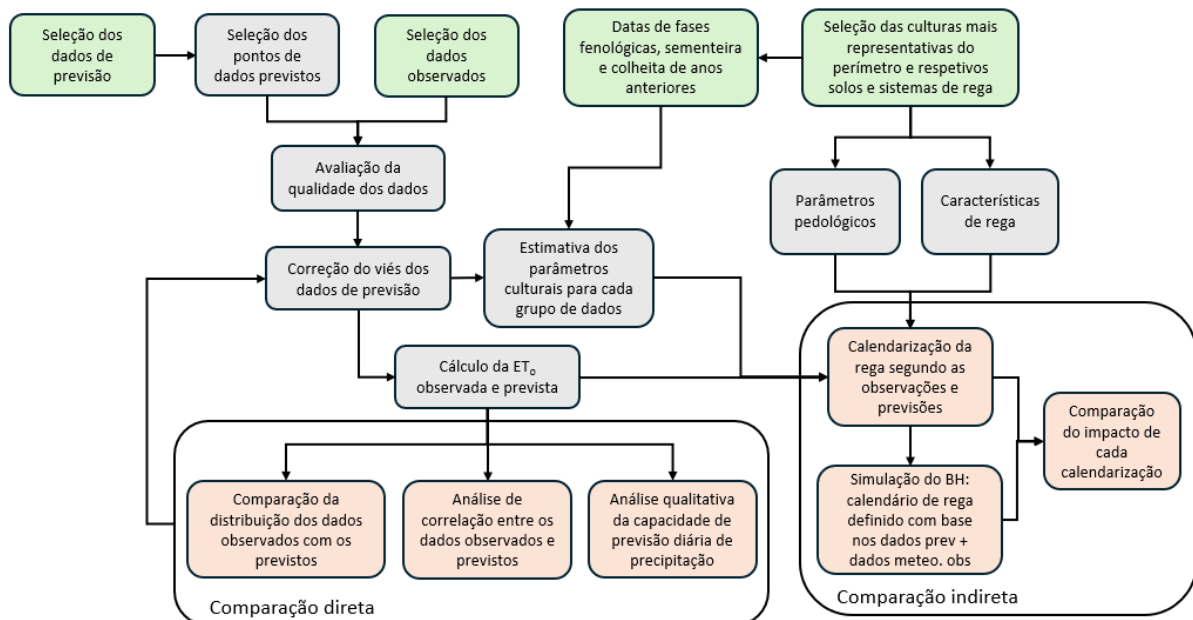 Seleção dos
dados de
previsão
Seleção dos
pontos de
dados previstos
Seleção dos
dados
observados
Datas de fases
fenológicas, sementeira
e colheita de anos
anteriores
Seleção das culturas mais
representativas do
perímetro e respetivos
solos e sistemas de rega
Avaliação da
qualidade dos dados
Parâmetros
pedológicos
Características
de rega
Correção do viés dos
dados de previsão
Estimativa dos
parâmetros
culturais para cada
grupo de dados
Cálculo da ET₀
observada e prevista
Calendarização da
rega segundo as
observações e
previsões
Comparação
do impacto de
cada
calendarização
Comparação da
distribuição dos dados
observados com os
previstos
Análise de
correlação entre os
dados observados e
previstos
Análise qualitativa
da capacidade de
previsão diária de
precipitação
Simulação do BH:
calendário de rega
definido com base
nos dados prev +
dados meteo. obs
Comparação direta
Comparação indireta